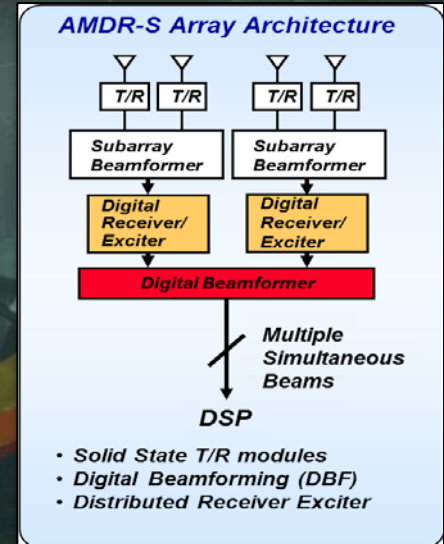 AMDR-S Array Architecture
T/R T/R T/R T/R
Subarray Beamformer Subarray Beamformer
Digital Receiver/ Exciter Digital Receiver/ Exciter
Digital Beamformer
Multiple
Simultaneous
Beams
DSP
• Solid State T/R modules
• Digital Beamforming (DBF)
• Distributed Receiver Exciter